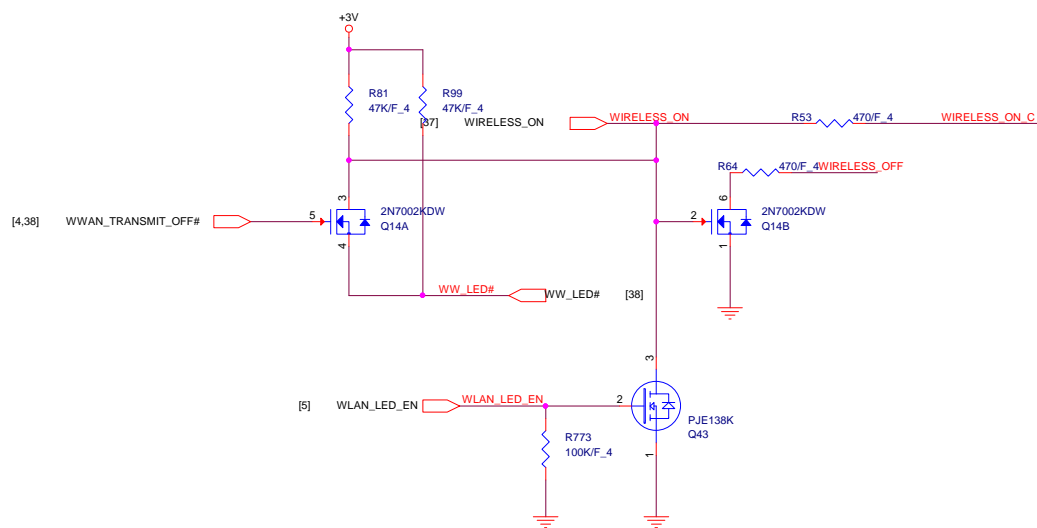 +3V
R81
47K/F_4
R99
47K/F_4
[37]
WIRELESS_ON
WIRELESS_ON
R53
470/F_4
WIRELESS_ON_C
R64
470/F_4
WIRELESS_OFF
[4,38]
WWAN_TRANSMIT_OFF#
5
3
4
2N7002KDW
Q14A
2
6
1
2N7002KDW
Q14B
WW_LED#
WW_LED#
[38]
[5]
WLAN_LED_EN
WLAN_LED_EN
2
3
1
PJE138K
Q43
R773
100K/F_4